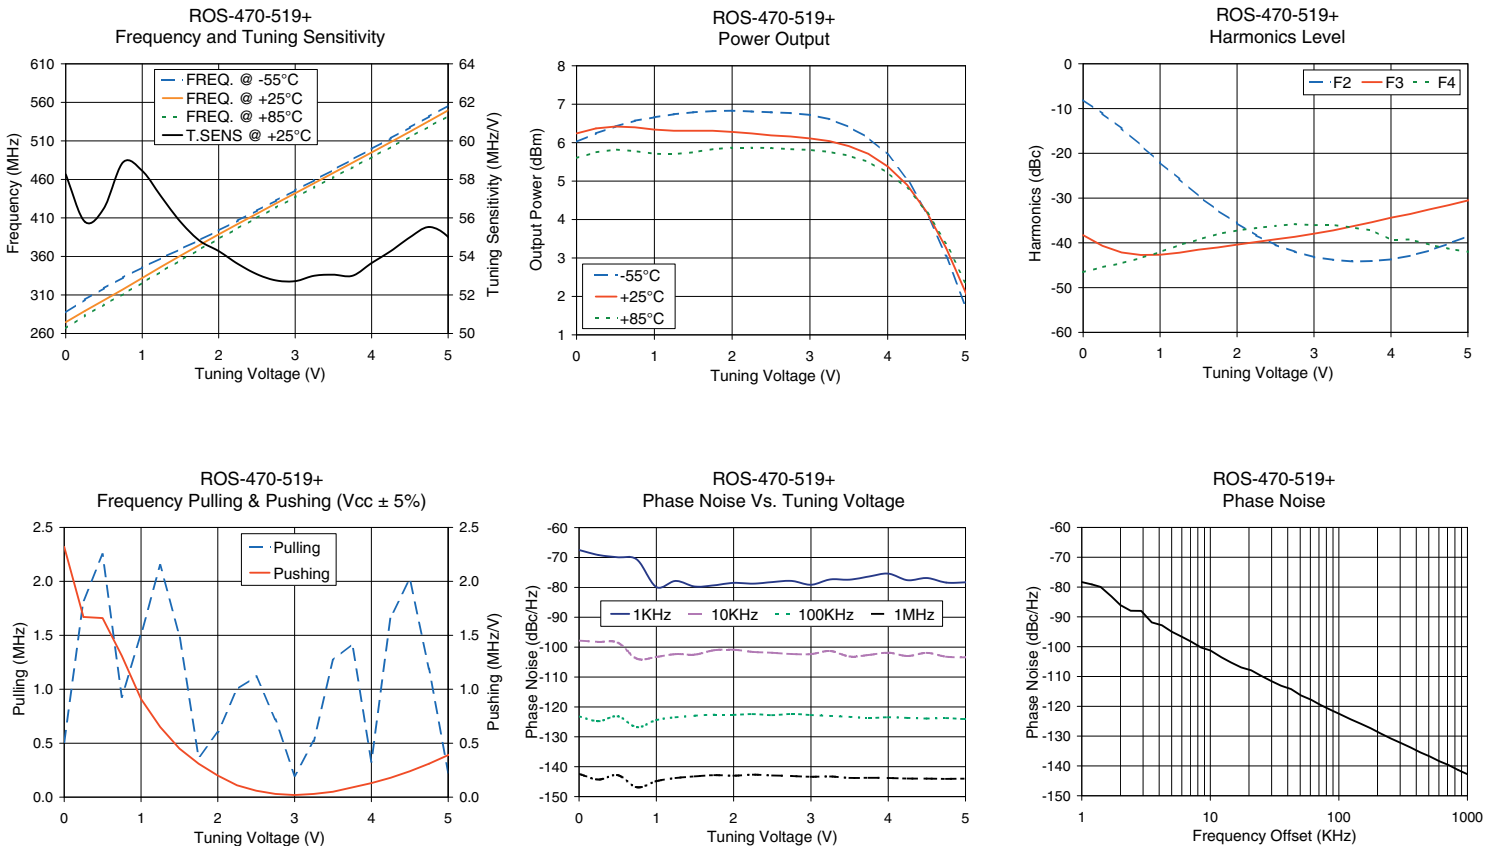 ROS-470-519+
Frequency and Tuning Sensitivity
610
560
510
460
410
360
310
260
64
62
60
58
56
54
52
50
0 1 2 3 4 5
Frequency (MHz)
Tuning Sensitivity (MHz/V)
Tuning Voltage (V)
FREQ. @ -55°C
FREQ. @ +25°C
FREQ. @ +85°C
T.SENS @ +25°C
ROS-470-519+
Power Output
8
7
6
5
4
3
2
1
0 1 2 3 4 5
Output Power (dBm)
Tuning Voltage (V)
-55°C
+25°C
+85°C
ROS-470-519+
Harmonics Level
0
-10
-20
-30
-40
-50
-60
0 1 2 3 4 5
Harmonics (dBc)
Tuning Voltage (V)
F2 F3 F4
ROS-470-519+
Frequency Pulling & Pushing (Vcc ± 5%)
2.5
2.0
1.5
1.0
0.5
0.0
2.5
2.0
1.5
1.0
0.5
0.0
0 1 2 3 4 5
Pulling (MHz)
Pushing (MHz/V)
Tuning Voltage (V)
Pulling
Pushing
ROS-470-519+
Phase Noise Vs. Tuning Voltage
-60
-70
-80
-90
-100
-110
-120
-130
-140
-150
0 1 2 3 4 5
Phase Noise (dBc/Hz)
Tuning Voltage (V)
1KHz 10KHz 100KHz 1MHz
ROS-470-519+
Phase Noise
-60
-70
-80
-90
-100
-110
-120
-130
-140
-150
1 10 100 1000
Phase Noise (dBc/Hz)
Frequency Offset (KHz)